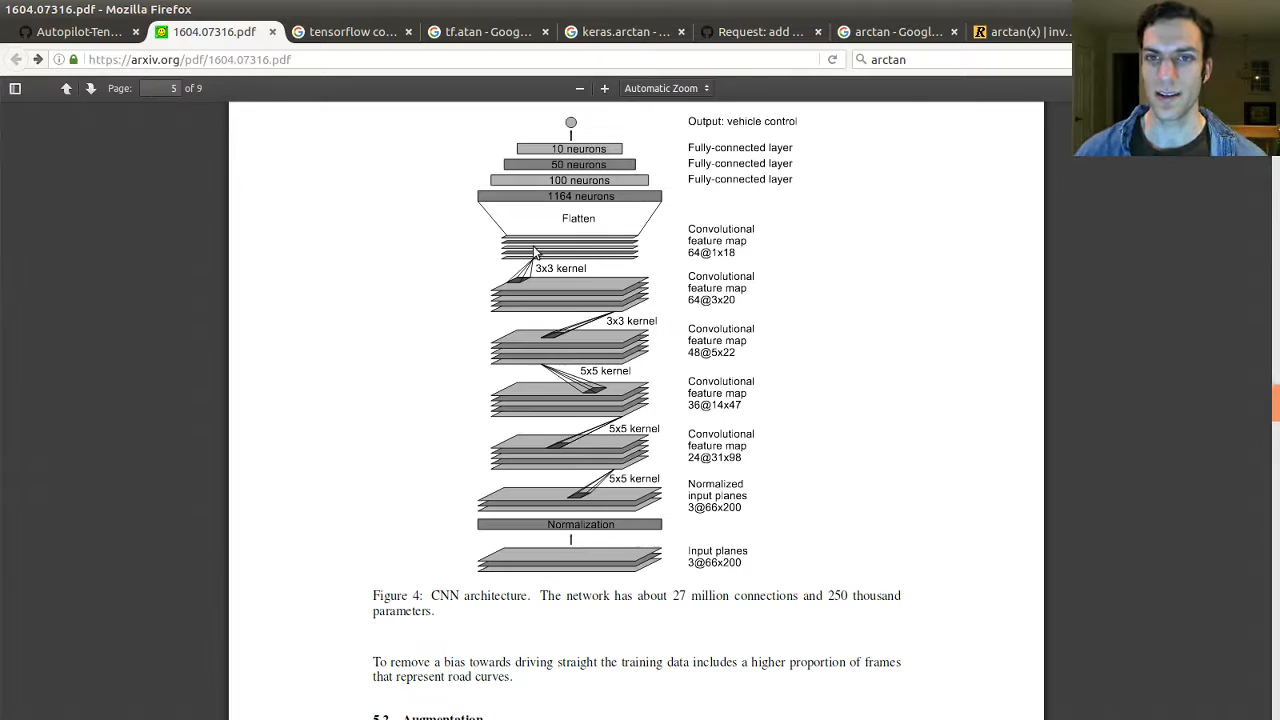 1604.07316.pdf - Mozilla Firefox
Autopilot-Ten... × 1604.07316.pdf × tensorflow co... × tf.atan - Goog... × keras.arctan - ... × Request: add ... × arctan - Googl... × arctan(x) | inv...
https://arxiv.org/pdf/1604.07316.pdf arctan
Page: 5 of 9 Automatic Zoom
Output: vehicle control
10 neurons Fully-connected layer
50 neurons Fully-connected layer
100 neurons Fully-connected layer
1164 neurons
Flatten
Convolutional
feature map
64@1x18
3x3 kernel
Convolutional
feature map
64@3x20
3x3 kernel
Convolutional
feature map
48@5x22
5x5 kernel
Convolutional
feature map
36@14x47
5x5 kernel
Convolutional
feature map
24@31x98
5x5 kernel
Normalized
input planes
3@66x200
Normalization
Input planes
3@66x200
Figure 4: CNN architecture. The network has about 27 million connections and 250 thousand
parameters.
To remove a bias towards driving straight the training data includes a higher proportion of frames
that represent road curves.
5.2 Augmentation